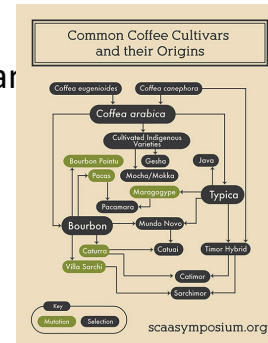 Common Coffee Cultivars
and their Origins
ar
Coffea eugenioides
Coffea canephora
Coffea arabica
Cultivated Indigenous
Varieties
Bourbon Pointu
Gesha
Java
Pacas
Mocha/Mokka
Maragogype
Typica
Pacamara
Bourbon
Mundo Novo
Caturra
Catuai
Timor Hybrid
Villa Sarchi
Catimor
Sarchimor
Key
Mutation
Selection
scaasymposium.org